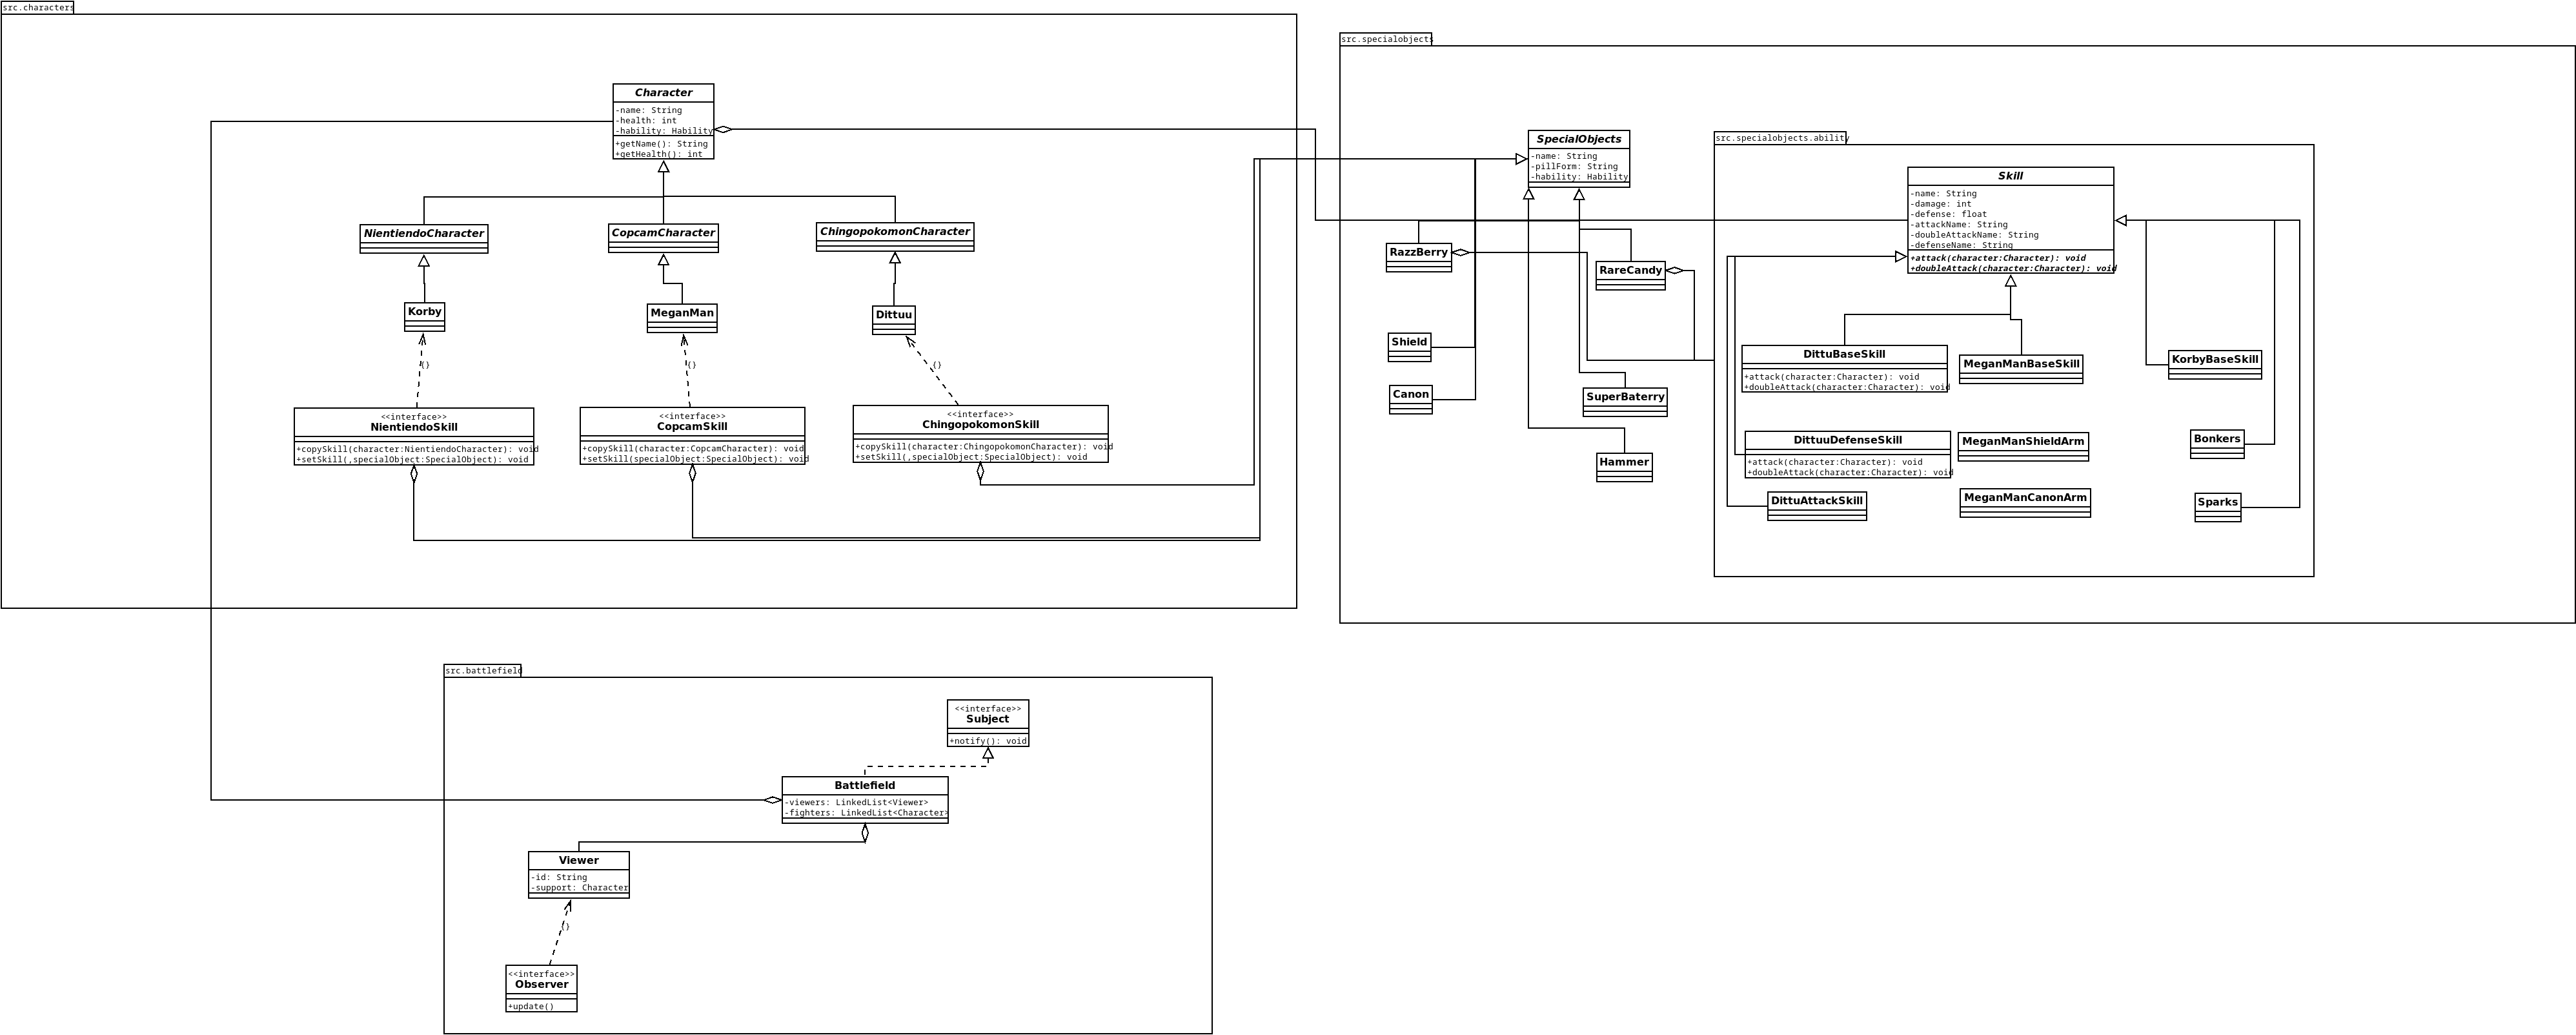 src.characters
Character
-name: String
-health: int
-hability: Hability
+getName(): String
+getHealth(): int
NientiendoCharacter
CopcamCharacter
ChingopokomonCharacter
Korby
MeganMan
Dittuu
{}
{}
{}
<<interface>>
NientiendoSkill
+copySkill(character:NientiendoCharacter): void
+setSkill(,specialObject:SpecialObject): void
<<interface>>
CopcamSkill
+copySkill(character:CopcamCharacter): void
+setSkill(specialObject:SpecialObject): void
<<interface>>
ChingopokomonSkill
+copySkill(character:ChingopokomonCharacter): void
+setSkill(,specialObject:SpecialObject): void
src.specialobjects
SpecialObjects
-name: String
-pillForm: String
-hability: Hability
RazzBerry
RareCandy
Shield
Canon
SuperBaterry
Hammer
src.specialobjects.ability
Skill
-name: String
-damage: int
-defense: float
-attackName: String
-doubleAttackName: String
-defenseName: String
+attack(character:Character): void
+doubleAttack(character:Character): void
DittuBaseSkill
+attack(character:Character): void
+doubleAttack(character:Character): void
MeganManBaseSkill
KorbyBaseSkill
DittuuDefenseSkill
+attack(character:Character): void
+doubleAttack(character:Character): void
MeganManShieldArm
Bonkers
DittuAttackSkill
MeganManCanonArm
Sparks
src.battlefield
<<interface>>
Subject
+notify(): void
Battlefield
-viewers: LinkedList<Viewer>
-fighters: LinkedList<Character>
Viewer
-id: String
-support: Character
{}
<<interface>>
Observer
+update()